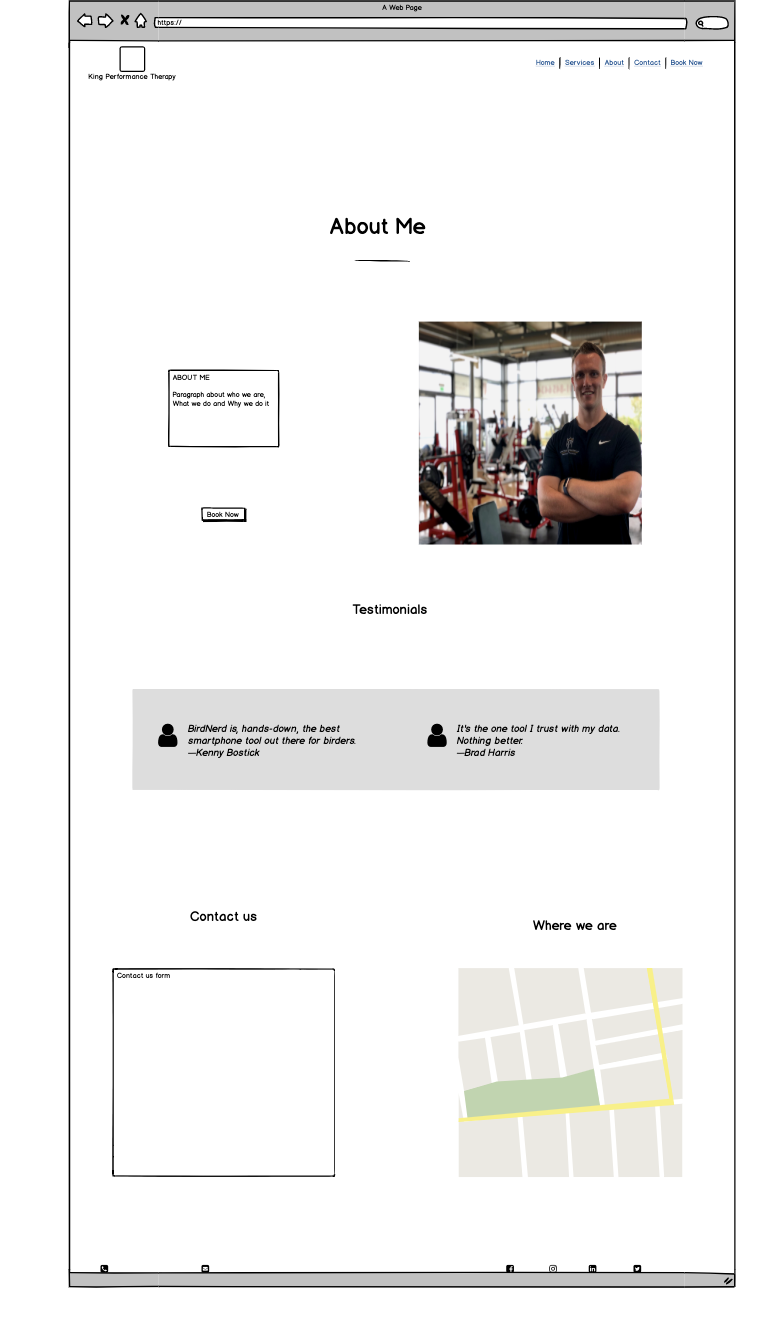 A Web Page
https://
King Performance Therapy
Home Services About Contact Book Now
About Me
ABOUT ME
Paragraph about who we are,
What we do and Why we do it
Book Now
Testimonials
BirdNerd is, hands-down, the best
smartphone tool out there for birders.
—Kenny Bostick
It's the one tool I trust with my data.
Nothing better.
—Brad Harris
Contact us
Where we are
Contact us form